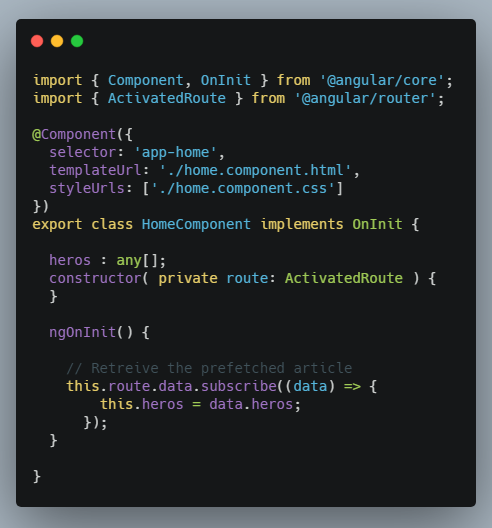 import { Component, OnInit } from '@angular/core';
import { ActivatedRoute } from '@angular/router';

@Component({
  selector: 'app-home',
  templateUrl: './home.component.html',
  styleUrls: ['./home.component.css']
})
export class HomeComponent implements OnInit {

  heros : any[];
  constructor( private route: ActivatedRoute ) {
  }

  ngOnInit() {

    // Retreive the prefetched article
    this.route.data.subscribe((data) => {
        this.heros = data.heros;
      });
  }

}